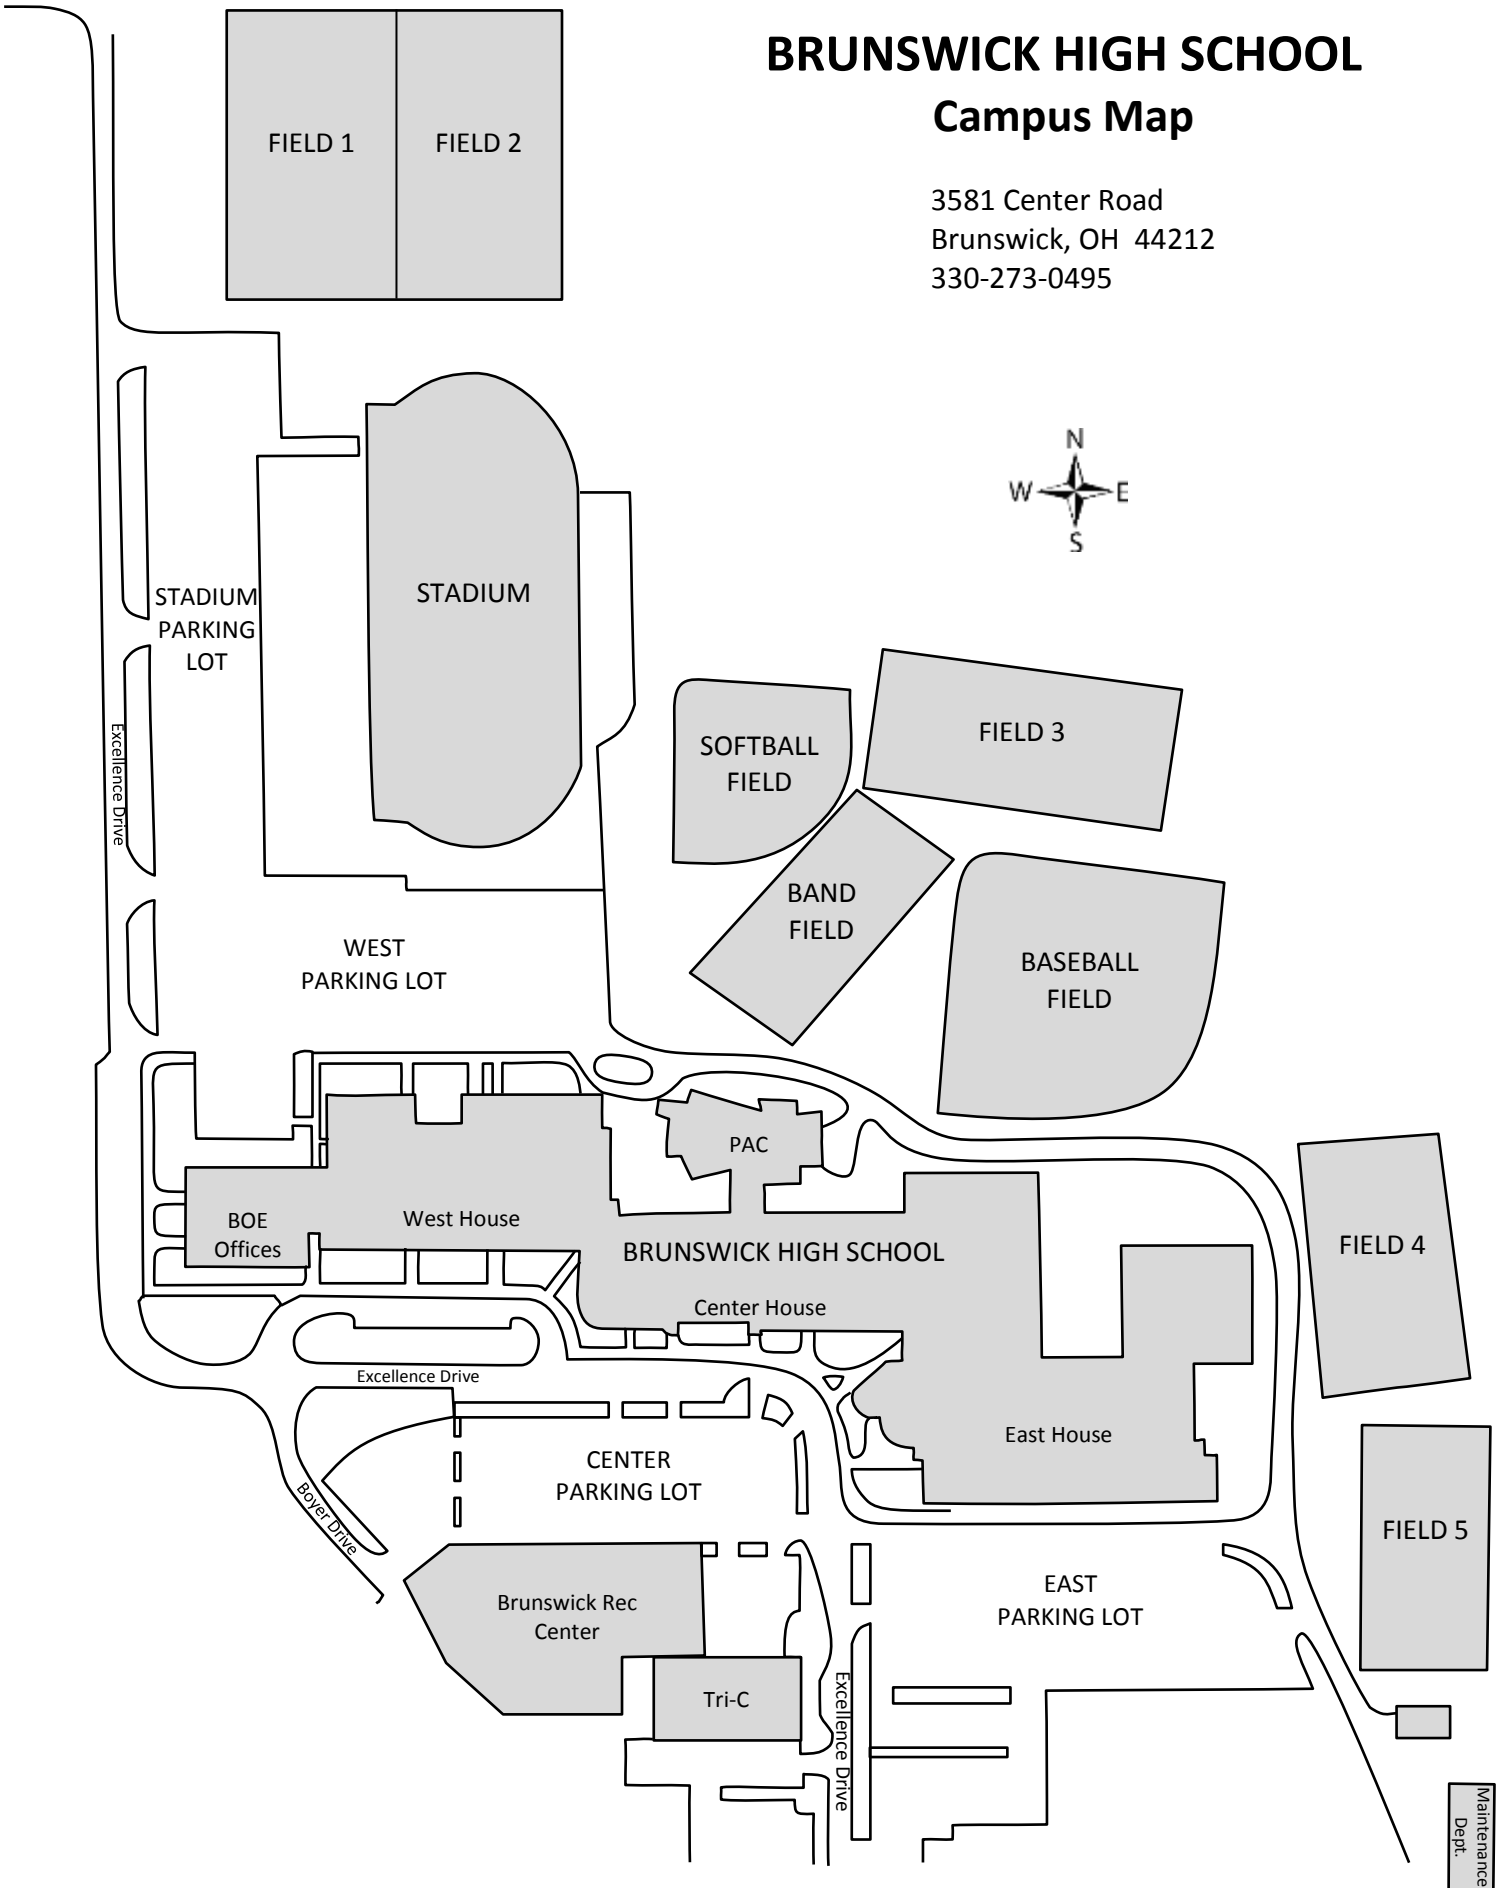 BRUNSWICK HIGH SCHOOL
Campus Map
3581 Center Road
Brunswick, OH  44212
330-273-0495
FIELD 1
FIELD 2
N
W
E
S
STADIUM
STADIUM
PARKING
LOT
Excellence Drive
SOFTBALL
FIELD
FIELD 3
BAND
FIELD
BASEBALL
FIELD
WEST
PARKING LOT
PAC
BOE
Offices
West House
BRUNSWICK HIGH SCHOOL
Center House
FIELD 4
Excellence Drive
East House
CENTER
PARKING LOT
Boyer Drive
FIELD 5
EAST
PARKING LOT
Brunswick Rec
Center
Tri-C
Excellence Drive
Maintenance
Dept.